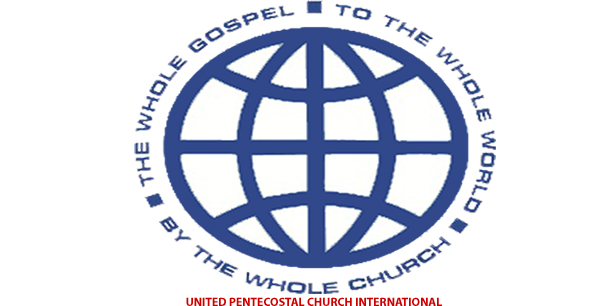 THE WHOLE GOSPEL ■ TO THE WHOLE WORLD ■ BY THE WHOLE CHURCH ■
UNITED PENTECOSTAL CHURCH INTERNATIONAL